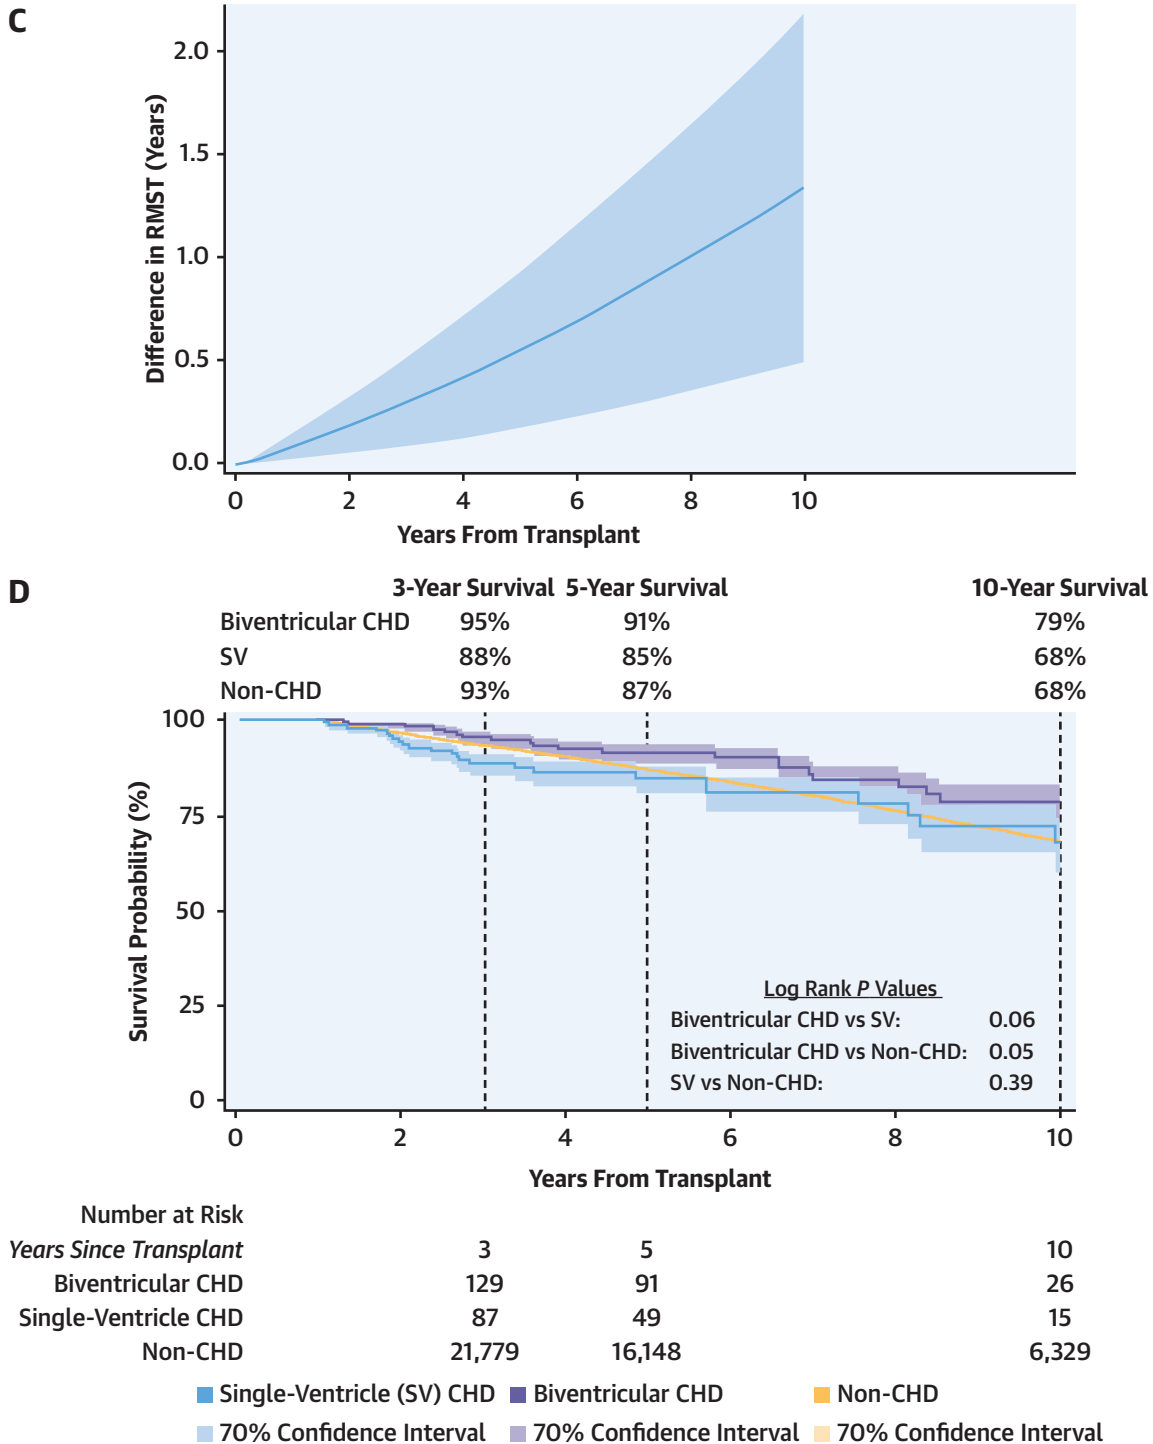 C
Difference in RMST (Years)
2.0
1.5
1.0
0.5
0.0
0 2 4 6 8 10
Years From Transplant
D
3-Year Survival 5-Year Survival 10-Year Survival
Biventricular CHD 95% 91% 79%
SV 88% 85% 68%
Non-CHD 93% 87% 68%
Survival Probability (%)
100
75
50
25
0
Log Rank P Values
Biventricular CHD vs SV: 0.06
Biventricular CHD vs Non-CHD: 0.05
SV vs Non-CHD: 0.39
0 2 4 6 8 10
Years From Transplant
Number at Risk
Years Since Transplant 3 5 10
Biventricular CHD 129 91 26
Single-Ventricle CHD 87 49 15
Non-CHD 21,779 16,148 6,329
Single-Ventricle (SV) CHD Biventricular CHD Non-CHD
70% Confidence Interval 70% Confidence Interval 70% Confidence Interval